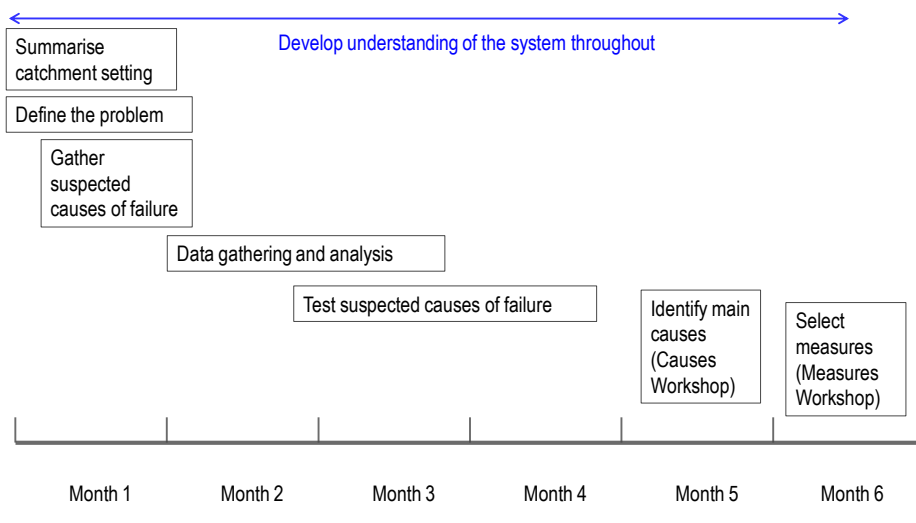 Develop understanding of the system throughout
Summarise
catchment setting
Define the problem
Gather
suspected
causes of failure
Data gathering and analysis
Test suspected causes of failure
Identify main
causes
(Causes
Workshop)
Select
measures
(Measures
Workshop)
Month 1
Month 2
Month 3
Month 4
Month 5
Month 6